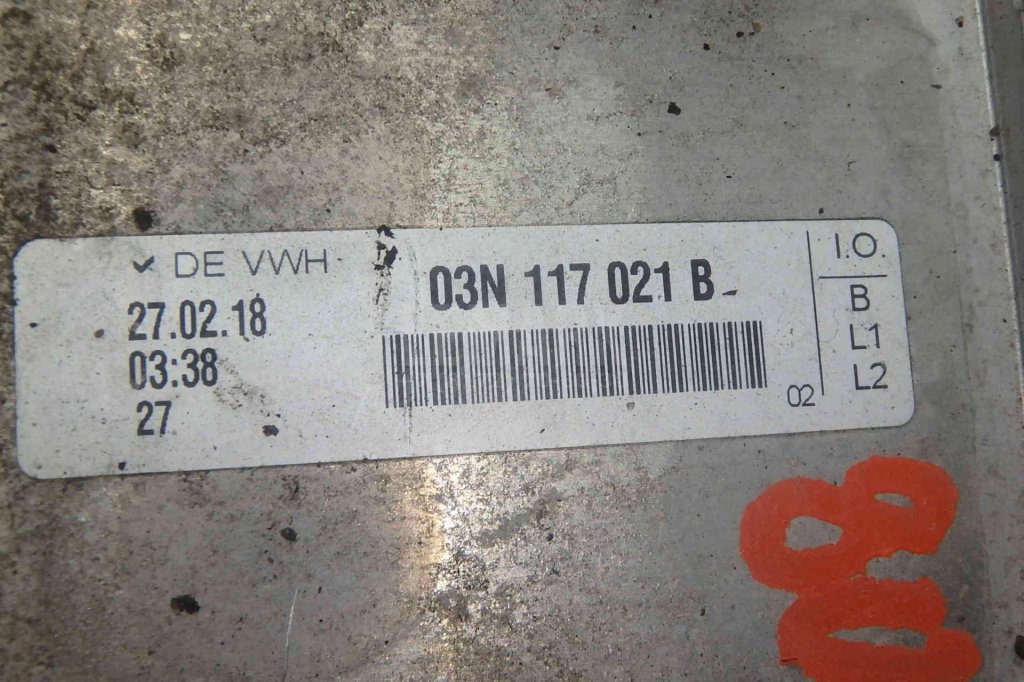 DE VWH
27.02.18
03:38
27
03N 117 021 B
02
I.O.
B
L1
L2